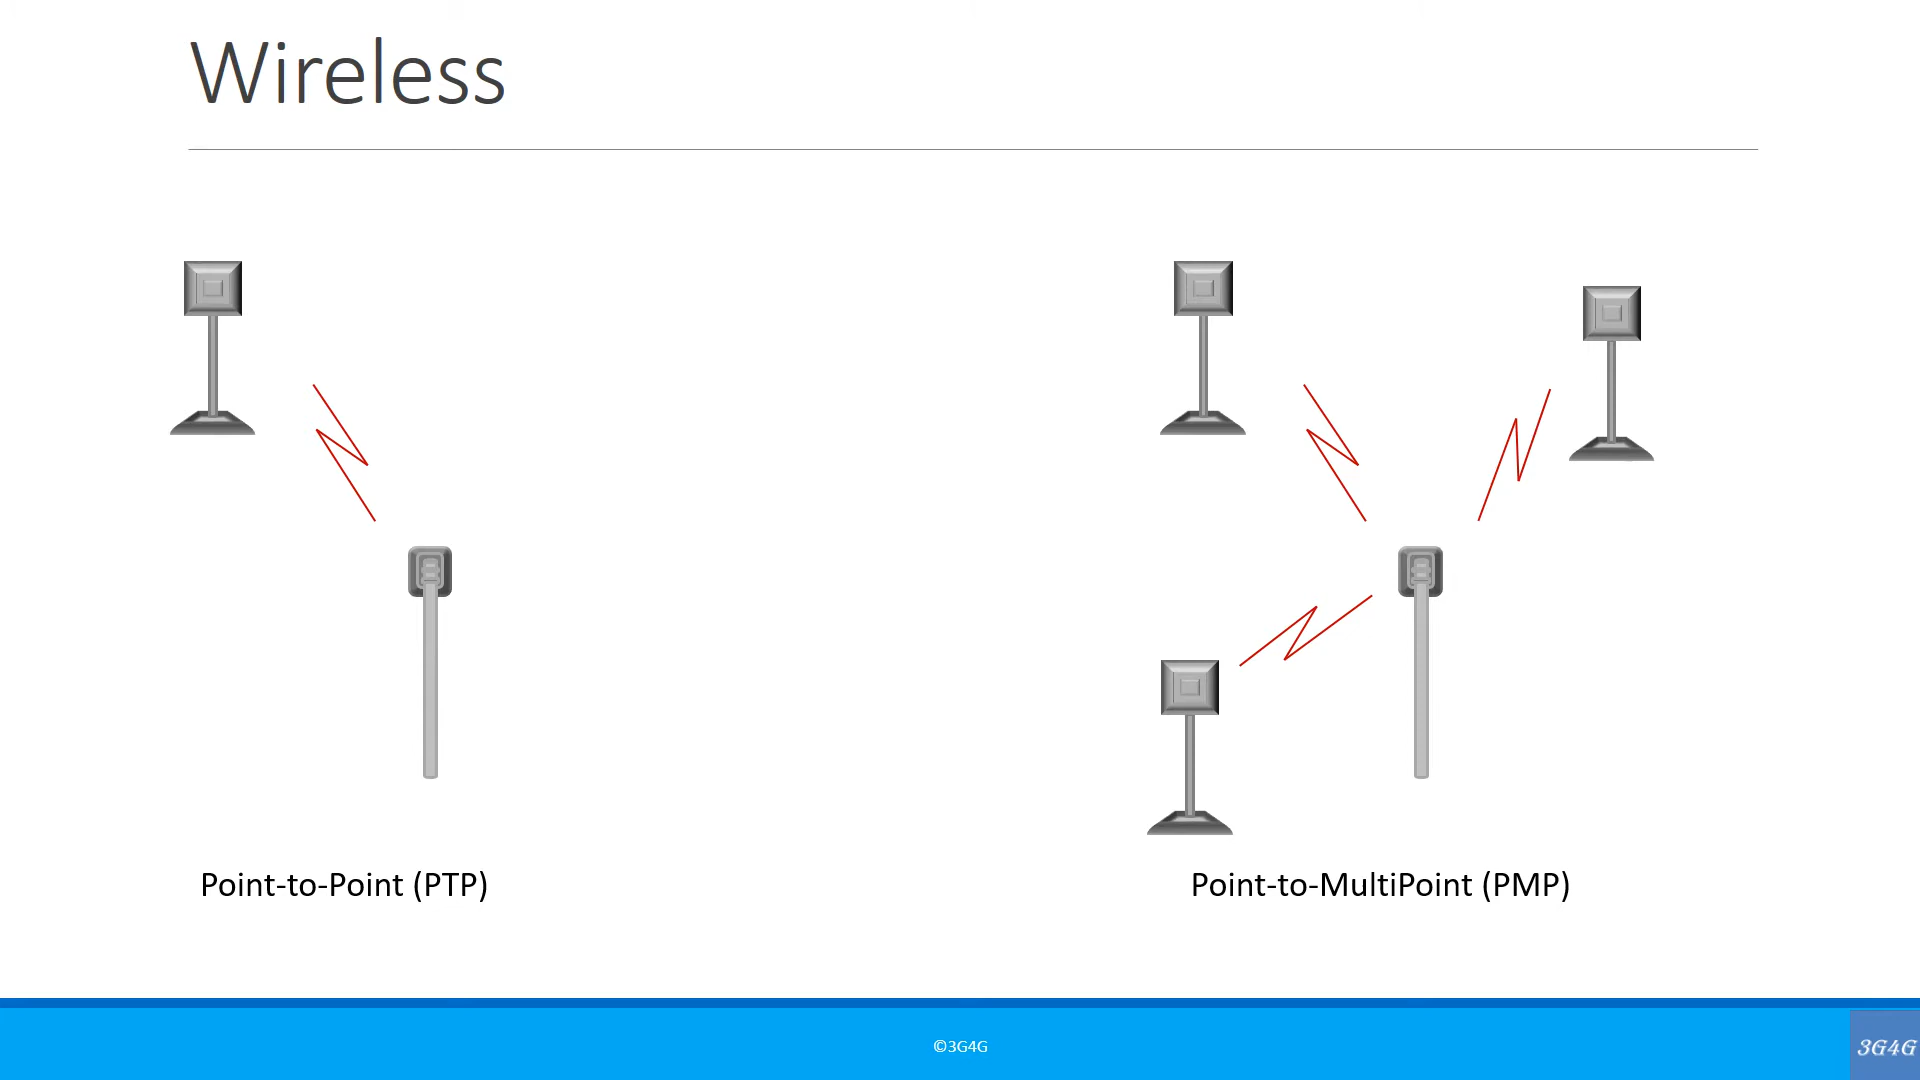 Wireless
Point-to-Point (PTP)
Point-to-MultiPoint (PMP)
©3G4G
3G4G